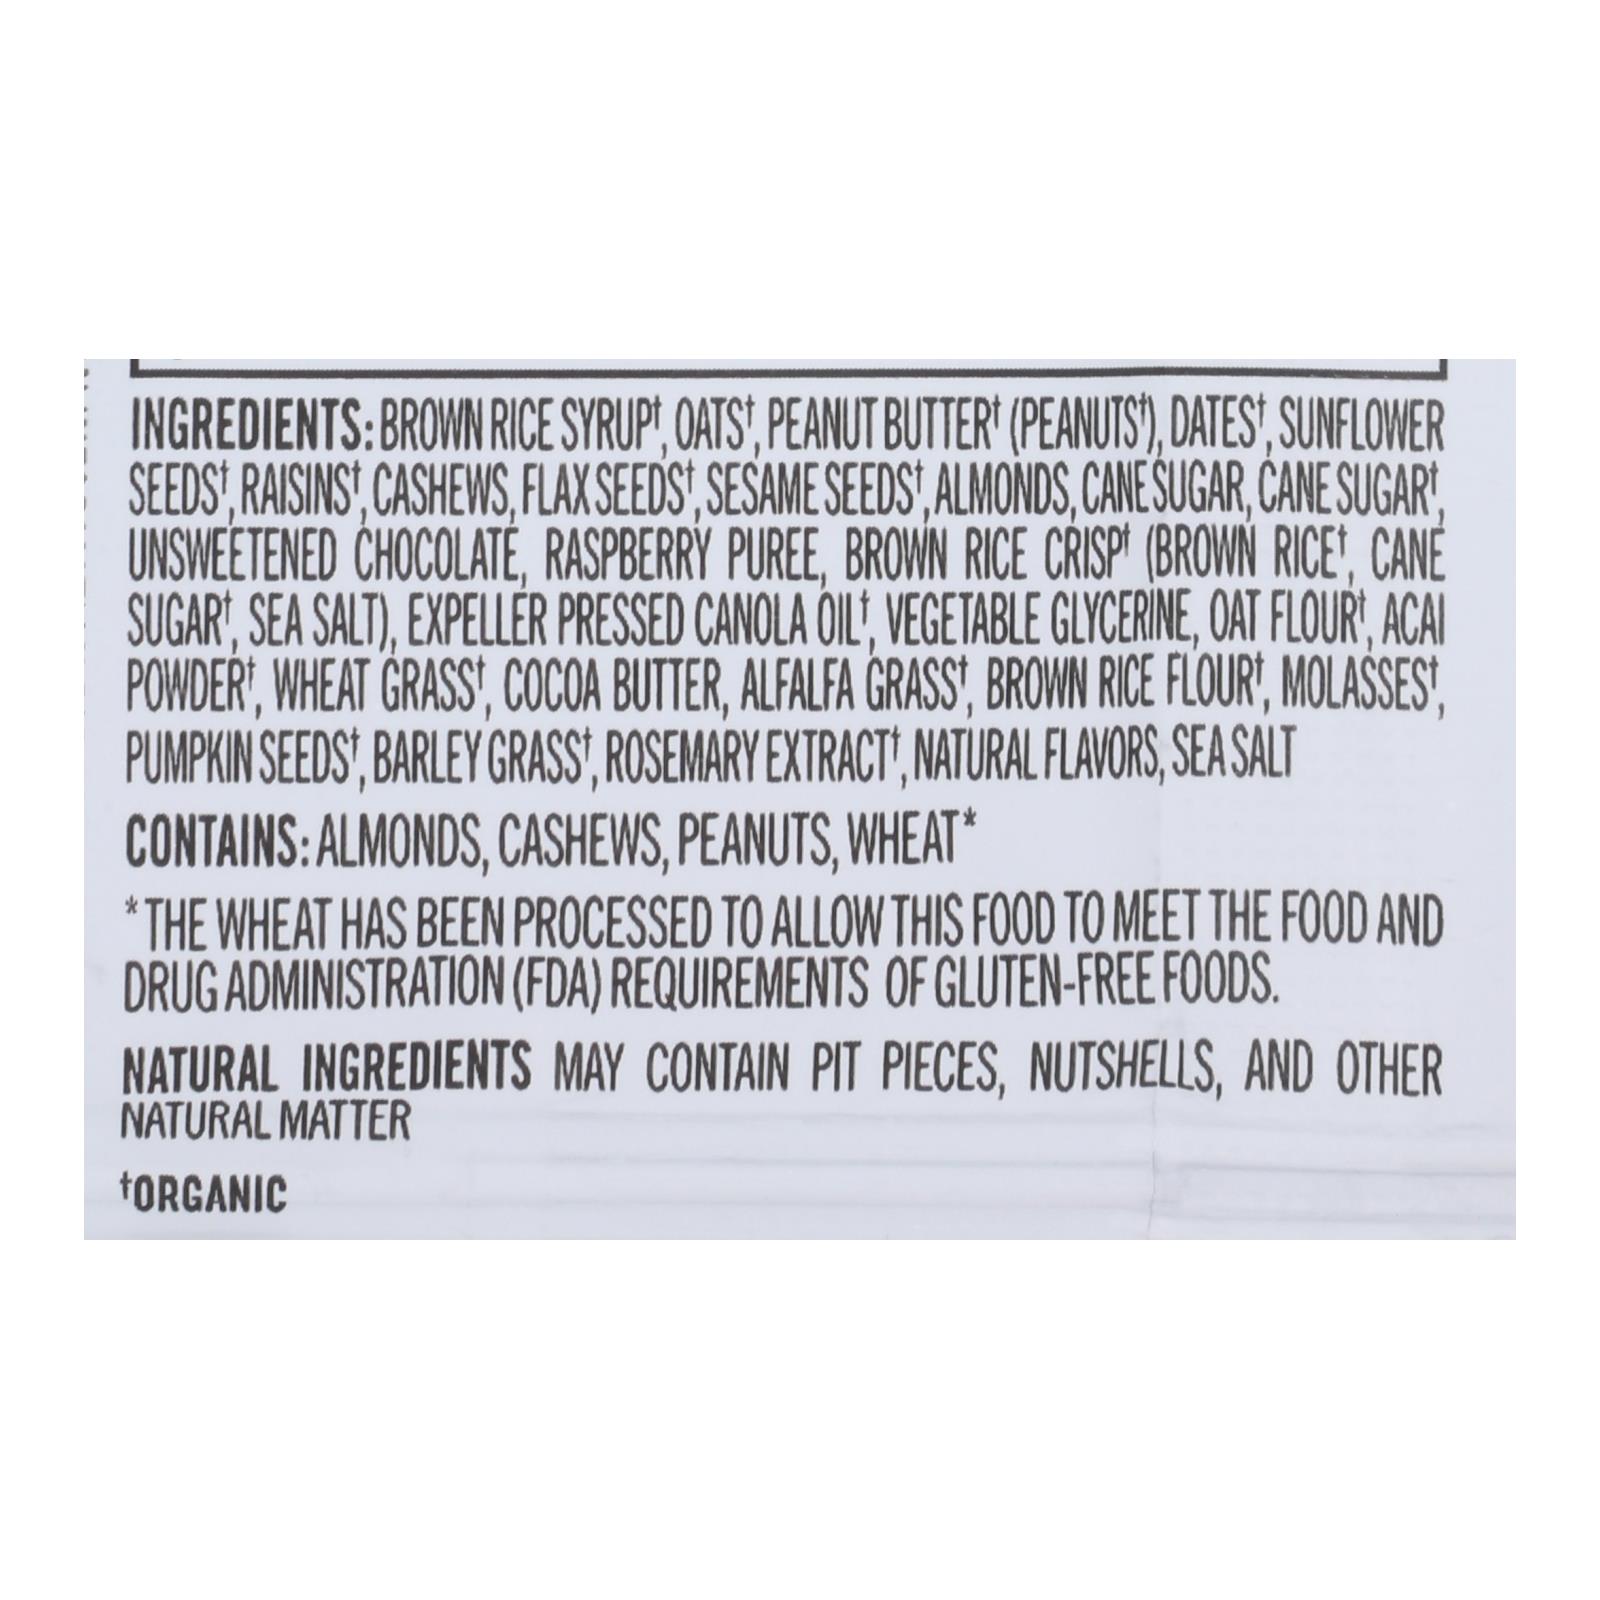 INGREDIENTS: BROWN RICE SYRUP†, OATS†, PEANUT BUTTER† (PEANUTS†), DATES†, SUNFLOWER
SEEDS†, RAISINS†, CASHEWS, FLAX SEEDS†, SESAME SEEDS†, ALMONDS, CANE SUGAR, CANE SUGAR†,
UNSWEETENED CHOCOLATE, RASPBERRY PUREE, BROWN RICE CRISP† (BROWN RICE†, CANE
SUGAR†, SEA SALT), EXPELLER PRESSED CANOLA OIL†, VEGETABLE GLYCERINE, OAT FLOUR†, ACAI
POWDER†, WHEAT GRASS†, COCOA BUTTER, ALFALFA GRASS†, BROWN RICE FLOUR†, MOLASSES†,
PUMPKIN SEEDS†, BARLEY GRASS†, ROSEMARY EXTRACT†, NATURAL FLAVORS, SEA SALT
CONTAINS: ALMONDS, CASHEWS, PEANUTS, WHEAT*
* THE WHEAT HAS BEEN PROCESSED TO ALLOW THIS FOOD TO MEET THE FOOD AND
DRUG ADMINISTRATION (FDA) REQUIREMENTS OF GLUTEN-FREE FOODS.
NATURAL INGREDIENTS MAY CONTAIN PIT PIECES, NUTSHELLS, AND OTHER
NATURAL MATTER
†ORGANIC